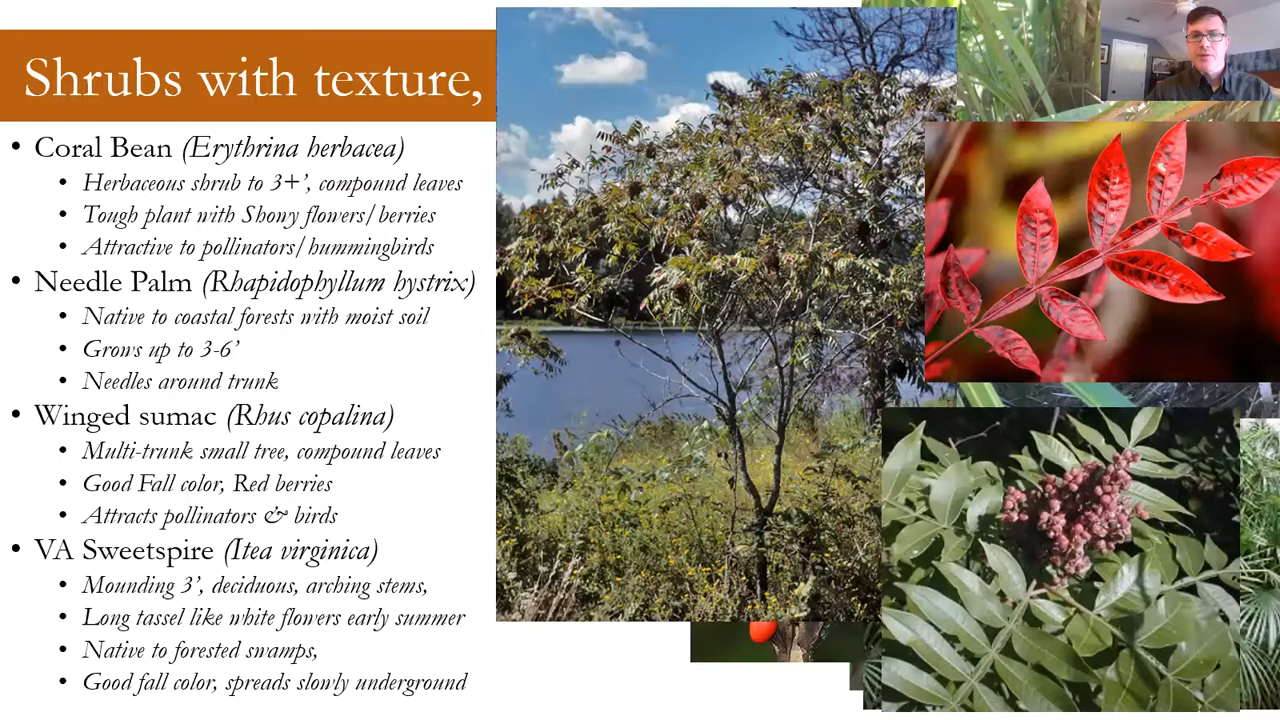 Shrubs with texture,
• Coral Bean (Erythrina herbacea)
• Herbaceous shrub to 3+', compound leaves
• Tough plant with Showy flowers/berries
• Attractive to pollinators/hummingbirds
• Needle Palm (Rhapidophyllum hystrix)
• Native to coastal forests with moist soil
• Grows up to 3-6'
• Needles around trunk
• Winged sumac (Rhus copalina)
• Multi-trunk small tree, compound leaves
• Good Fall color, Red berries
• Attracts pollinators & birds
• VA Sweetspire (Itea virginica)
• Mounding 3', deciduous, arching stems,
• Long tassel like white flowers early summer
• Native to forested swamps,
• Good fall color, spreads slowly underground